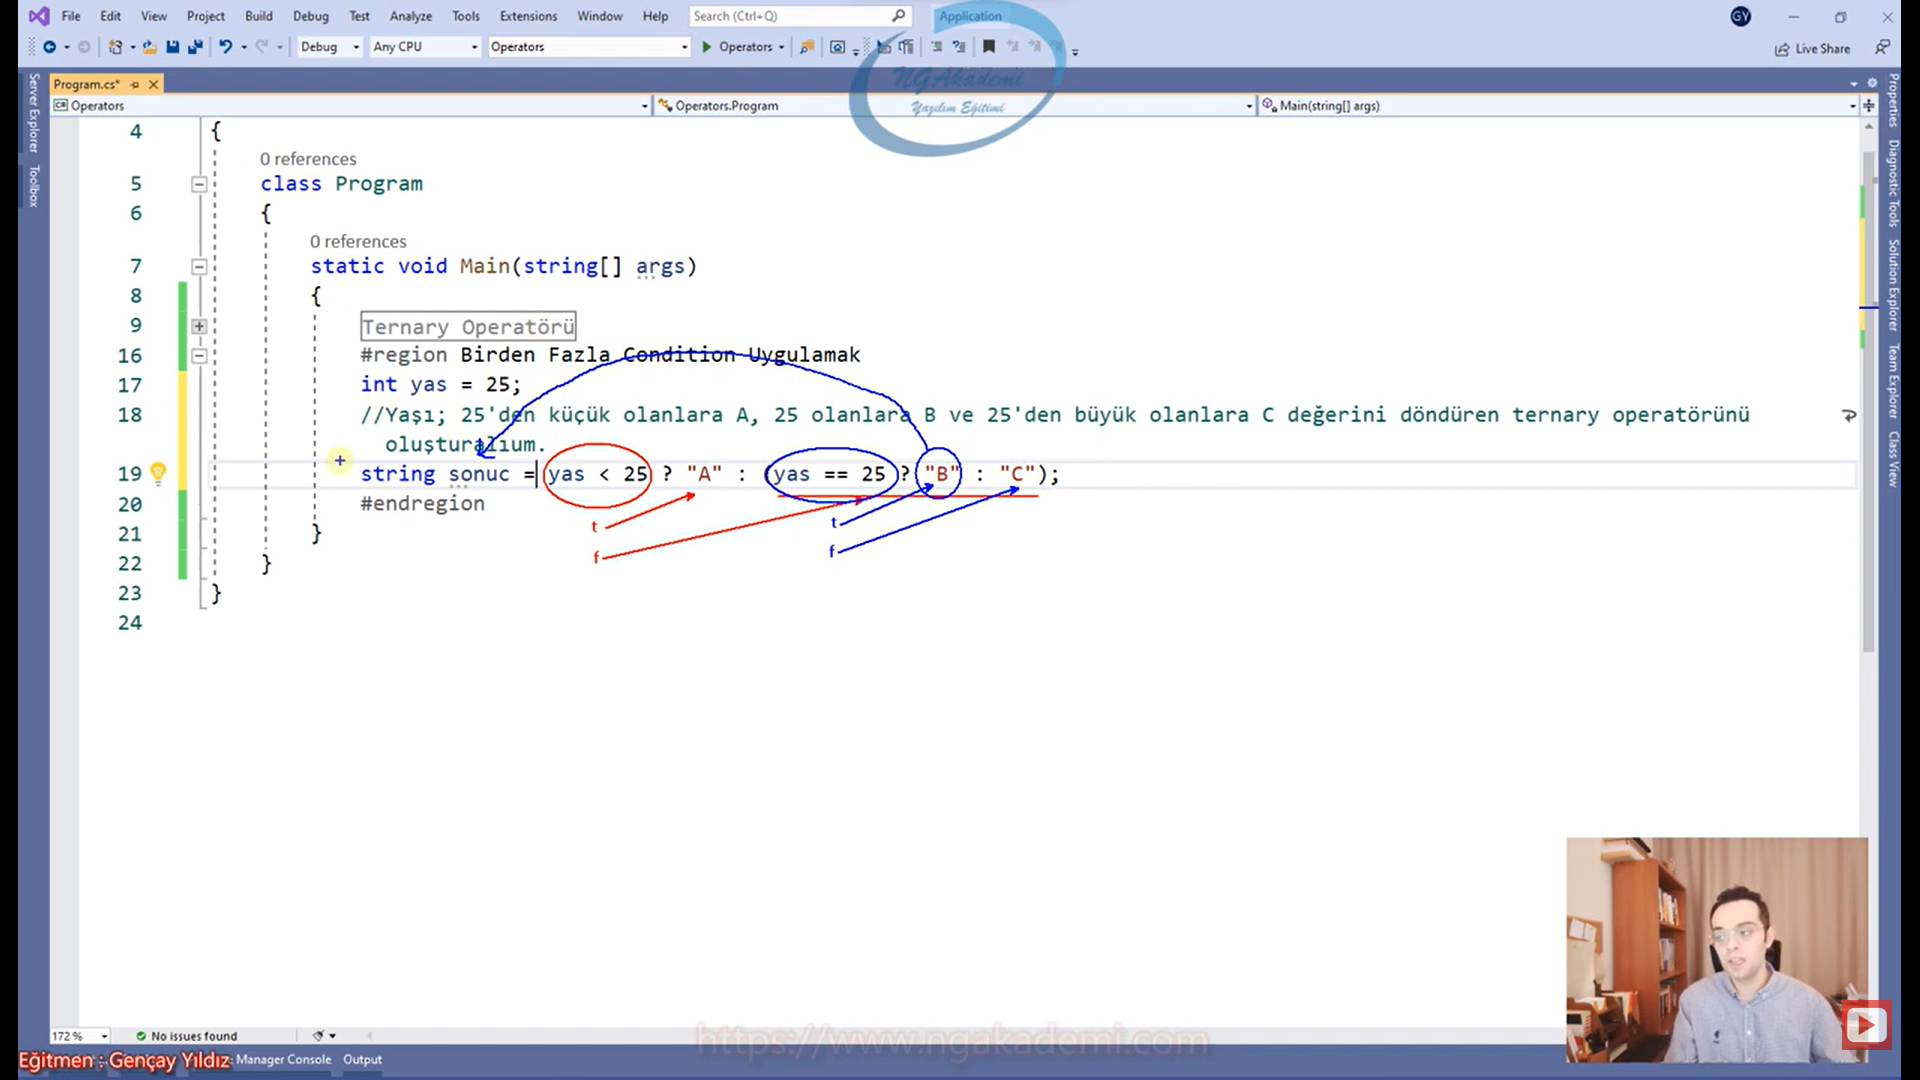 File Edit View Project Build Debug Test Analyze Tools Extensions Window Help Search (Ctrl+Q) Application GY
Debug Any CPU Operators Operators Live Share
NGAkademi
Yazılım Eğitimi
Program.cs*
Operators Operators.Program Main(string[] args)
Server Explorer
Toolbox
Properties
Diagnostic Tools
Solution Explorer
Team Explorer
Class View
4 {
0 references
5 class Program
6 {
0 references
7 static void Main(string[] args)
8 {
9 Ternary Operatörü
16 #region Birden Fazla Condition Uygulamak
17 int yas = 25;
18 //Yaşı; 25'den küçük olanlara A, 25 olanlara B ve 25'den büyük olanlara C değerini döndüren ternary operatörünü
oluşturalıum.
19 string sonuc = yas < 25 ? "A" : (yas == 25? "B" : "C");
20 #endregion
t
t
f
f
21 }
22 }
23 }
24
172 % No issues found
https://www.ngakademi.com
Eğitmen : Gençay Yıldız Manager Console Output